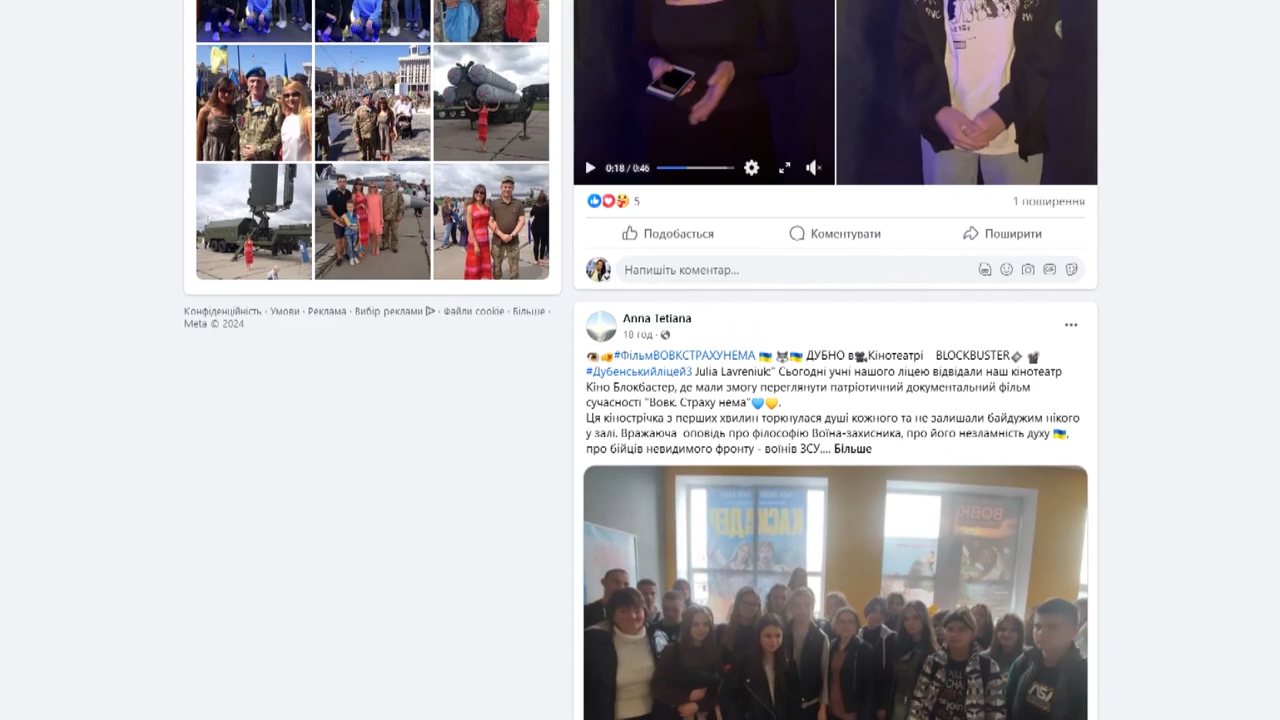 0:18 / 0:46
5
1 поширення
Подобається
Коментувати
Поширити
Напишіть коментар...
Конфіденційність · Умови · Реклама · Вибір реклами · Файли cookie · Більше ·
Meta © 2024
Anna Tetiana
18 год ·
#ФільмВОВКСТРАХУНЕМА 🇺🇦 🐺🇺🇦 ДУБНО в🎥Кінотеатрі BLOCKBUSTER
#Дубенськийліцей3 Julia Lavreniuk:" Сьогодні учні нашого ліцею відвідали наш кінотеатр
Кіно Блокбастер, де мали змогу переглянути патріотичний документальний фільм
сучасності "Вовк. Страху нема"💙💛.
Ця кінострічка з перших хвилин торкнулася душі кожного та не залишали байдужим нікого
у залі. Вражаюча оповідь про філософію Воїна-захисника, про його незламність духу 🇺🇦,
про бійців невидимого фронту - воїнів ЗСУ.... Більше
КАСКАДЕР
ВОВК